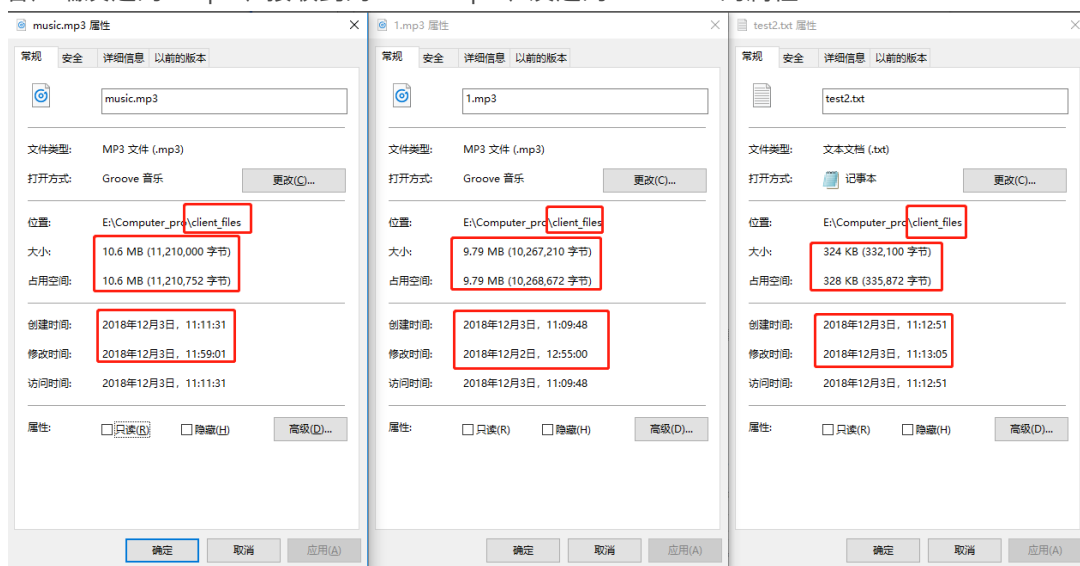 music.mp3 属性
常规 安全 详细信息 以前的版本
music.mp3
文件类型: MP3 文件 (.mp3)
打开方式: Groove 音乐 更改(C)...
位置: E:\Computer_pro\client_files
大小: 10.6 MB (11,210,000 字节)
占用空间: 10.6 MB (11,210,752 字节)
创建时间: 2018年12月3日，11:11:31
修改时间: 2018年12月3日，11:59:01
访问时间: 2018年12月3日，11:11:31
属性: 只读(R) 隐藏(H) 高级(D)...
确定 取消 应用(A)
1.mp3 属性
常规 安全 详细信息 以前的版本
1.mp3
文件类型: MP3 文件 (.mp3)
打开方式: Groove 音乐 更改(C)...
位置: E:\Computer_pro\client_files
大小: 9.79 MB (10,267,210 字节)
占用空间: 9.79 MB (10,268,672 字节)
创建时间: 2018年12月3日，11:09:48
修改时间: 2018年12月2日，12:55:00
访问时间: 2018年12月3日，11:09:48
属性: 只读(R) 隐藏(H) 高级(D)...
确定 取消 应用(A)
test2.txt 属性
常规 安全 详细信息 以前的版本
test2.txt
文件类型: 文本文档 (.txt)
打开方式: 记事本 更改(C)...
位置: E:\Computer_pro\client_files
大小: 324 KB (332,100 字节)
占用空间: 328 KB (335,872 字节)
创建时间: 2018年12月3日，11:12:51
修改时间: 2018年12月3日，11:13:05
访问时间: 2018年12月3日，11:12:51
属性: 只读(R) 隐藏(H) 高级(D)...
确定 取消 应用(A)